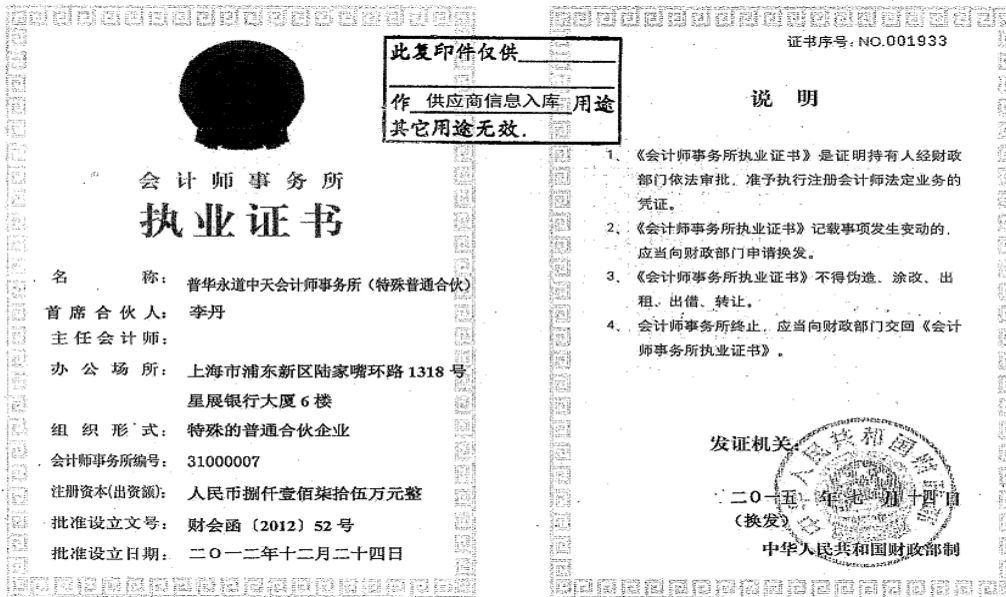 此复印件仅供
作 供应商信息入库 用途
其它用途无效.
会计师事务所
执业证书
名 称: 普华永道中天会计师事务所(特殊普通合伙)
首席合伙人: 李丹
主任会计师:
办公场所: 上海市浦东新区陆家嘴环路1318号
星展银行大厦6楼
组织形式: 特殊的普通合伙企业
会计师事务所编号: 31000007
注册资本(出资额): 人民币捌仟壹佰柒拾伍万元整
批准设立文号: 财会函〔2012〕52号
批准设立日期: 二〇一二年十二月二十四日
证书序号:NO.001933
说 明
1、《会计师事务所执业证书》是证明持有人经财政
部门依法审批,准予执行注册会计师法定业务的
凭证。
2、《会计师事务所执业证书》记载事项发生变动的,
应当向财政部门申请换发。
3、《会计师事务所执业证书》不得伪造、涂改、出
租、出借、转让。
4、会计师事务所终止,应当向财政部门交回《会计
师事务所执业证书》。
发证机关:
中华人民共和国财政部
二〇一五年七月十四日
(换发)
中华人民共和国财政部制